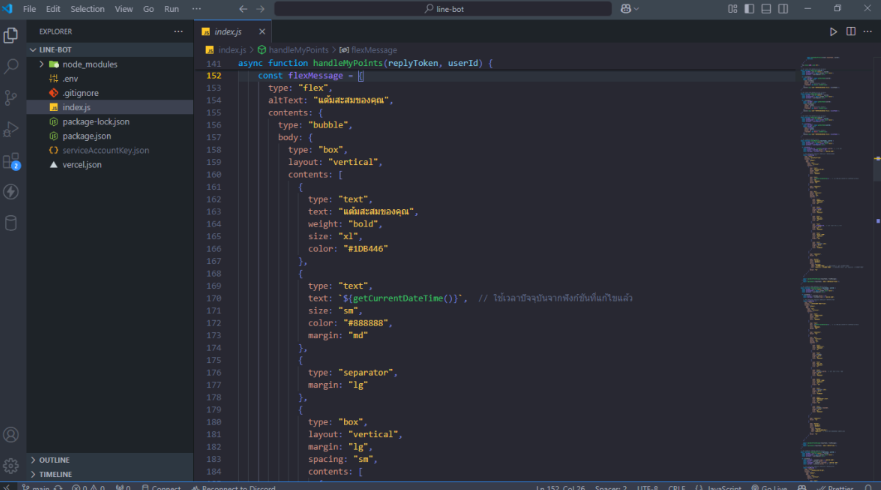 File Edit Selection View Go Run ··· ← → line-bot
EXPLORER ···
LINE-BOT
node_modules
.env
.gitignore
index.js
package-lock.json
package.json
serviceAccountKey.json
vercel.json
OUTLINE
TIMELINE
index.js
index.js > handleMyPoints > flexMessage
141 async function handleMyPoints(replyToken, userId) {
152 const flexMessage = {
153 type: "flex",
154 altText: "แต้มสะสมของคุณ",
155 contents: {
156 type: "bubble",
157 body: {
158 type: "box",
159 layout: "vertical",
160 contents: [
161 {
162 type: "text",
163 text: "แต้มสะสมของคุณ",
164 weight: "bold",
165 size: "xl",
166 color: "#1DB446"
167 },
168 {
169 type: "text",
170 text: `${getCurrentDateTime()}`, // ใช้เวลาปัจจุบันจากฟังก์ชันที่แก้ไขแล้ว
171 size: "sm",
172 color: "#888888",
173 margin: "md"
174 },
175 {
176 type: "separator",
177 margin: "lg"
178 },
179 {
180 type: "box",
181 layout: "vertical",
182 margin: "lg",
183 spacing: "sm",
184 contents: [
2
main 0 0 0 Connect Reconnect to Discord Ln 152, Col 26 Spaces: 2 UTF-8 CRLF {} JavaScript Go Live Prettier